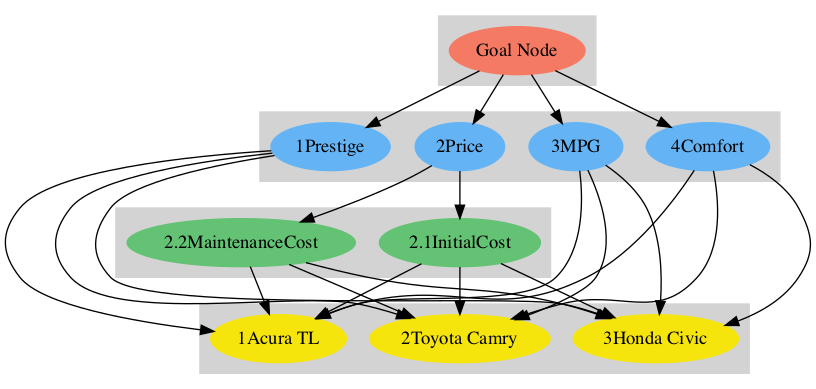 Goal Node
1Prestige
2Price
3MPG
4Comfort
2.2MaintenanceCost
2.1InitialCost
1Acura TL
2Toyota Camry
3Honda Civic